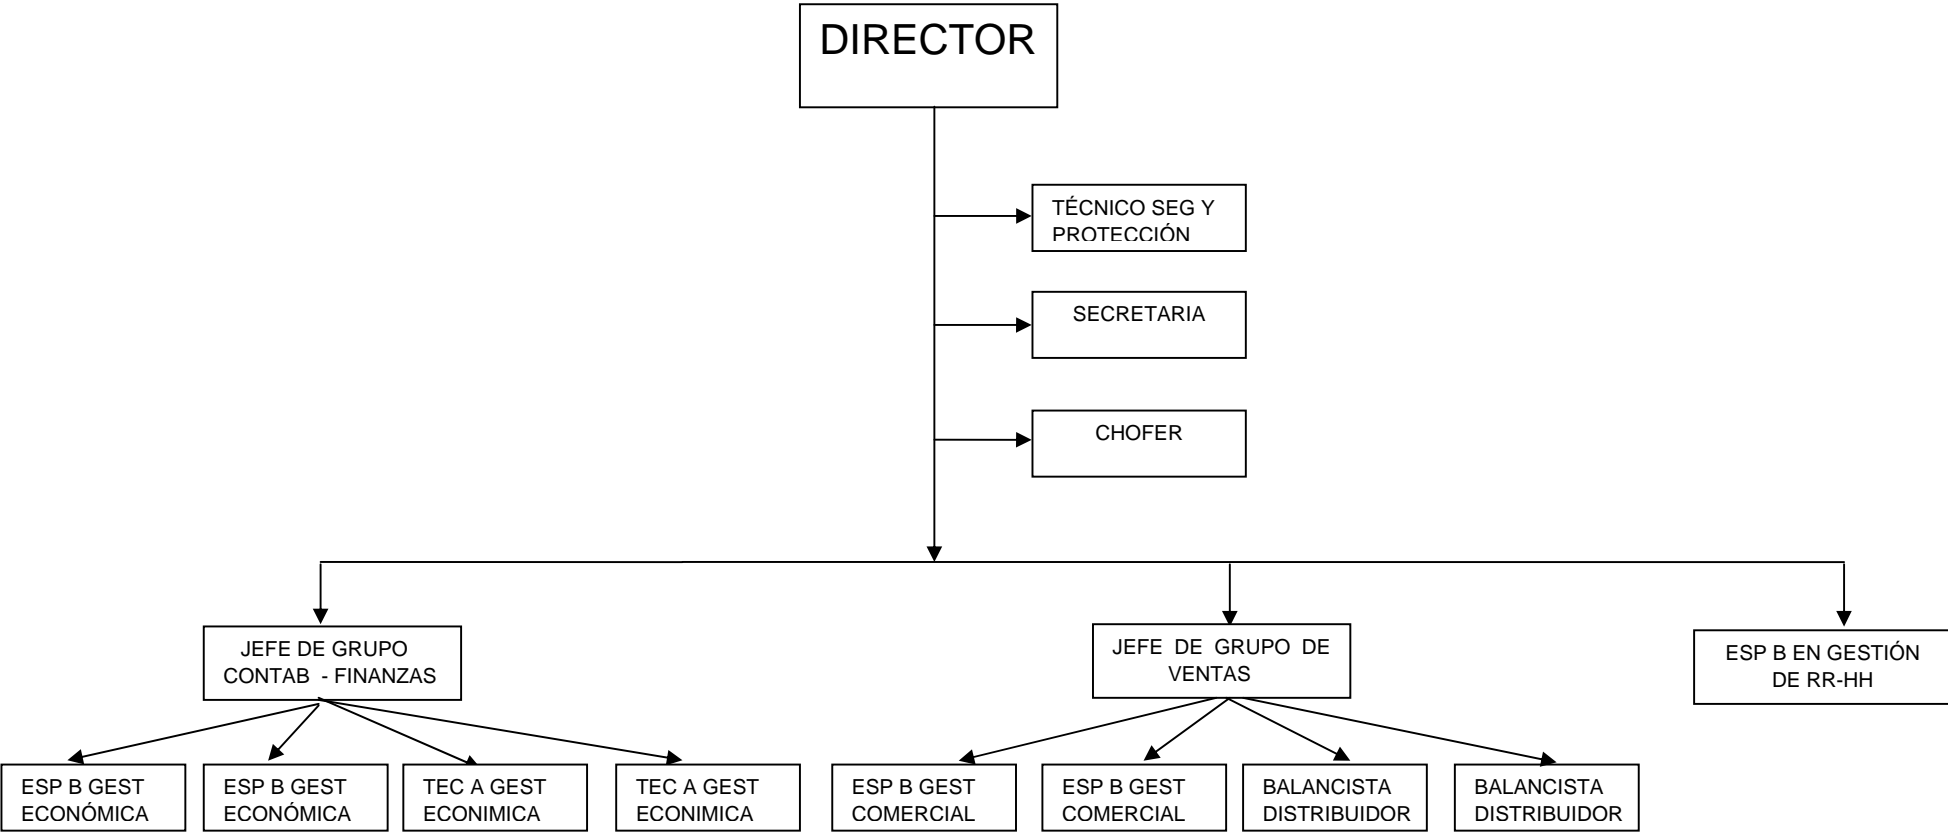 DIRECTOR
TÉCNICO SEG Y
PROTECCIÓN
SECRETARIA
CHOFER
JEFE DE GRUPO
CONTAB - FINANZAS
JEFE DE GRUPO DE
VENTAS
ESP B EN GESTIÓN
DE RR-HH
ESP B GEST
ECONÓMICA
ESP B GEST
ECONÓMICA
TEC A GEST
ECONIMICA
TEC A GEST
ECONIMICA
ESP B GEST
COMERCIAL
ESP B GEST
COMERCIAL
BALANCISTA
DISTRIBUIDOR
BALANCISTA
DISTRIBUIDOR